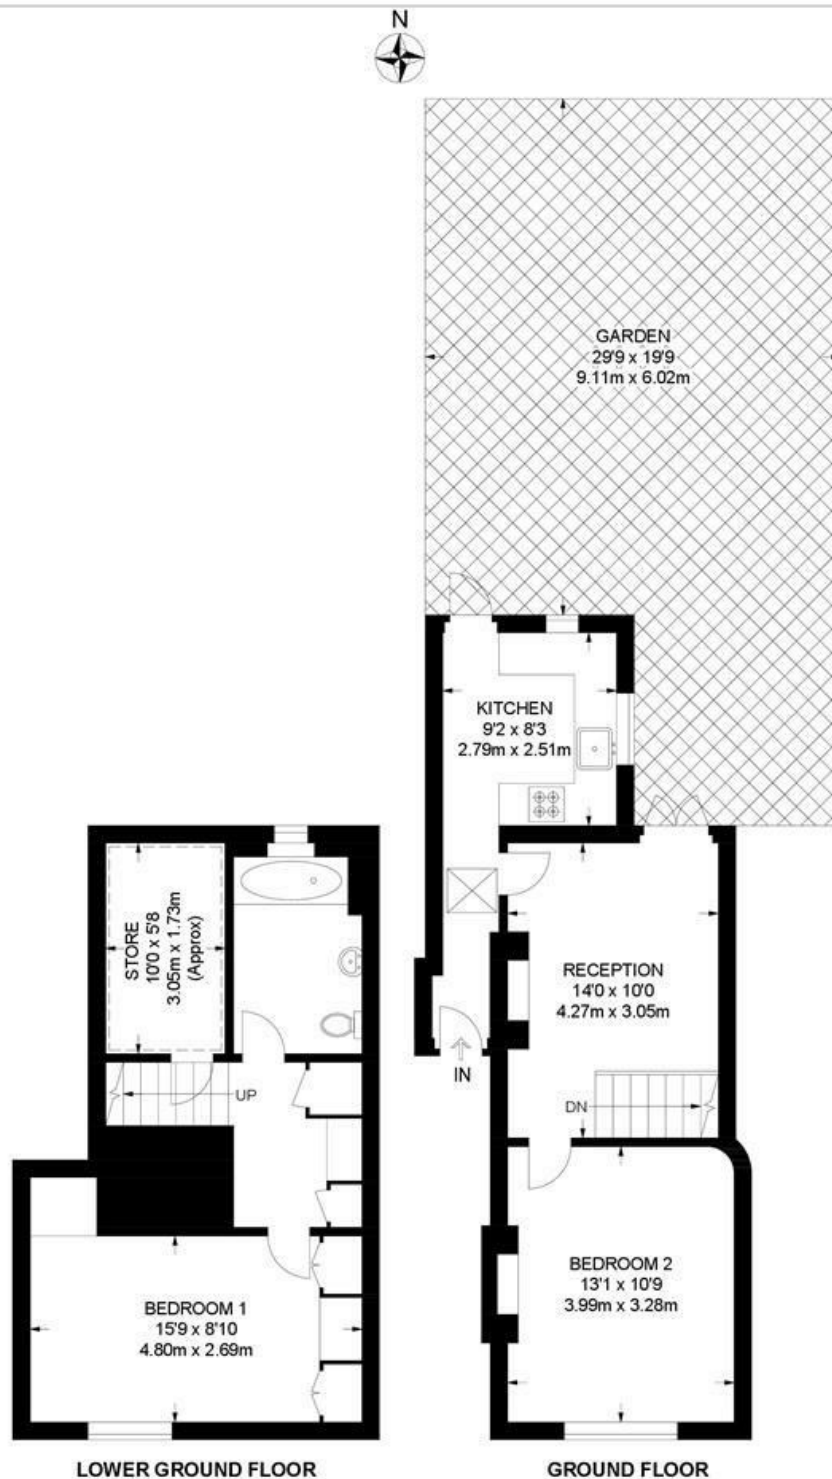 N
GARDEN
29'9 x 19'9
9.11m x 6.02m
KITCHEN
9'2 x 8'3
2.79m x 2.51m
STORE
10'0 x 5'8
3.05m x 1.73m
(Approx)
RECEPTION
14'0 x 10'0
4.27m x 3.05m
IN
UP
DN
BEDROOM 1
15'9 x 8'10
4.80m x 2.69m
BEDROOM 2
13'1 x 10'9
3.99m x 3.28m
LOWER GROUND FLOOR
GROUND FLOOR